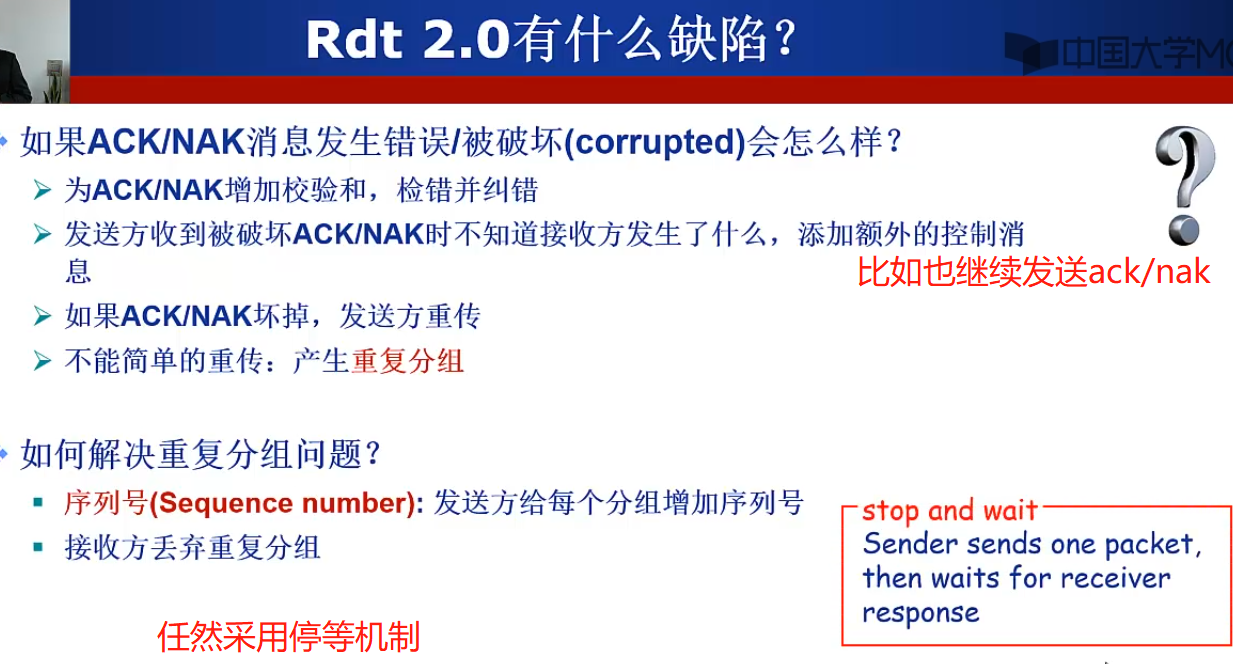 Rdt 2.0有什么缺陷？
中国大学MO
如果ACK/NAK消息发生错误/被破坏(corrupted)会怎么样？
为ACK/NAK增加校验和，检错并纠错
发送方收到被破坏ACK/NAK时不知道接收方发生了什么，添加额外的控制消
息
比如也继续发送ack/nak
如果ACK/NAK坏掉，发送方重传
不能简单的重传：产生重复分组
如何解决重复分组问题？
序列号(Sequence number): 发送方给每个分组增加序列号
接收方丢弃重复分组
stop and wait
Sender sends one packet,
then waits for receiver
response
任然采用停等机制